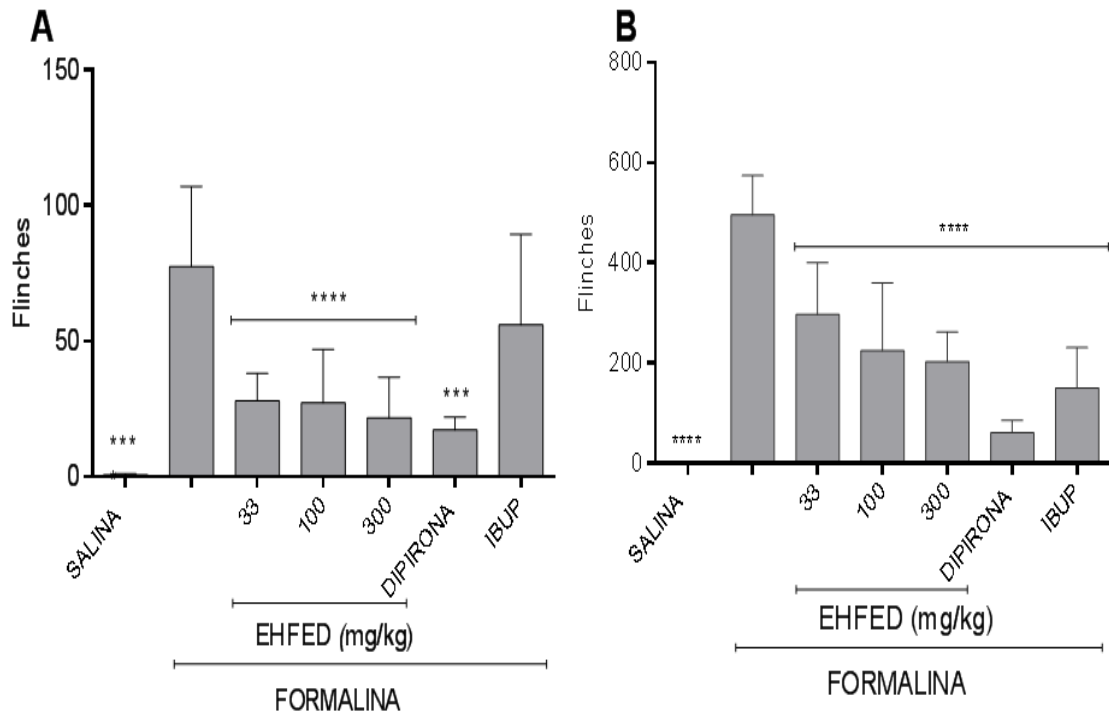 A
150
100
50
0
Flinches
***
****
***
SALINA
33
100
300
DIPIRONA
IBUP
EHFED (mg/kg)
FORMALINA
B
800
600
400
200
0
Flinches
****
****
SALINA
33
100
300
DIPIRONA
IBUP
EHFED (mg/kg)
FORMALINA